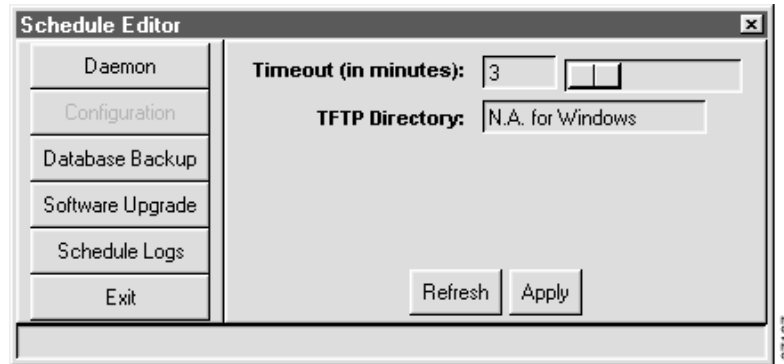 Schedule Editor
Daemon
Configuration
Database Backup
Software Upgrade
Schedule Logs
Exit
Timeout (in minutes): 3
TFTP Directory: N.A. for Windows
Refresh Apply